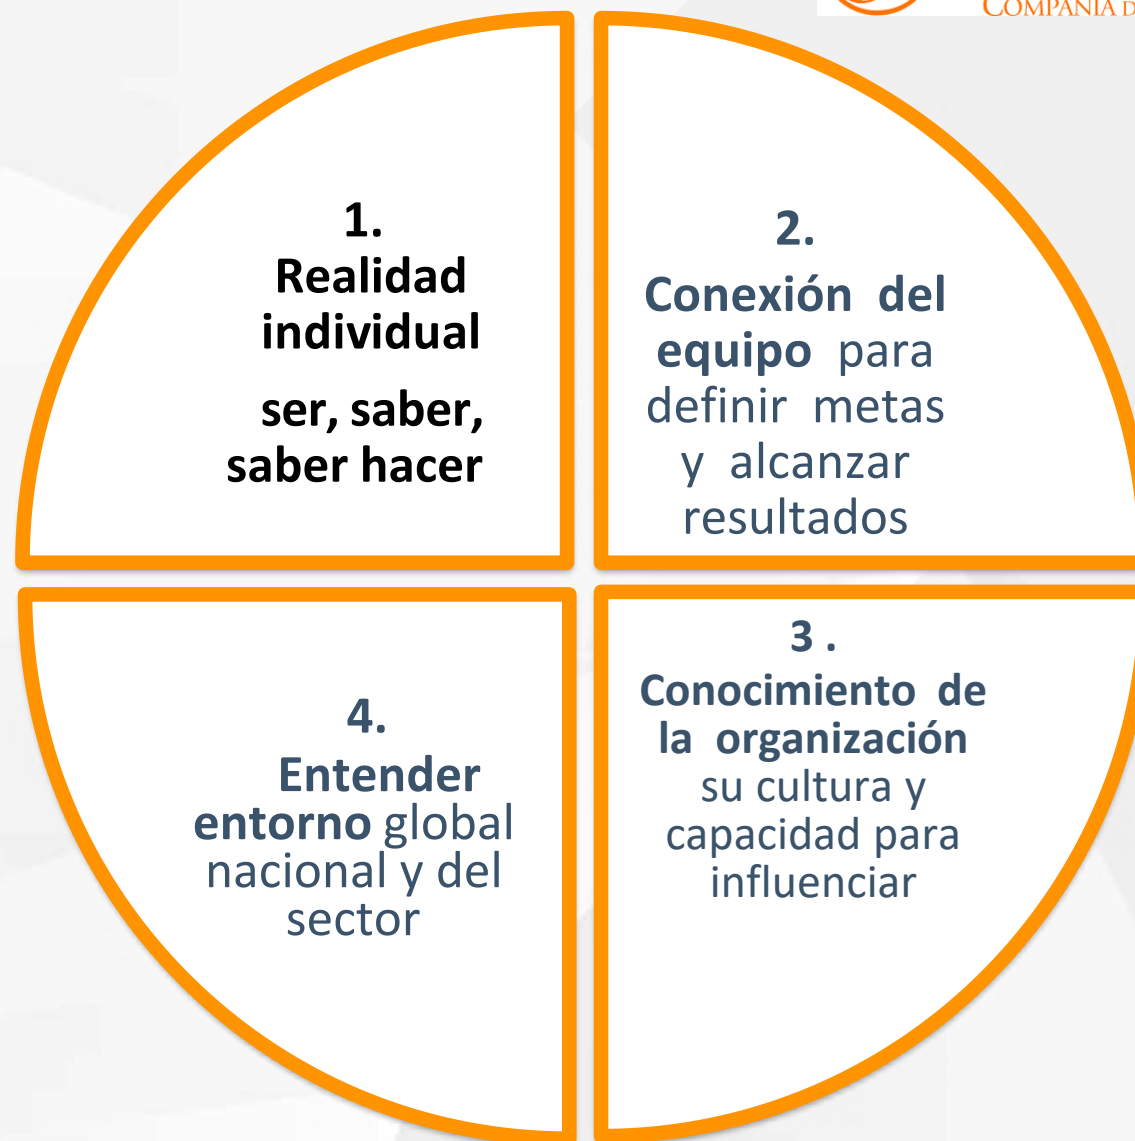 COMPAÑIA D
1.
Realidad
individual
ser, saber,
saber hacer
2.
Conexión del
equipo para
definir metas
y alcanzar
resultados
3 .
Conocimiento de
la organización
su cultura y
capacidad para
influenciar
4.
Entender
entorno global
nacional y del
sector